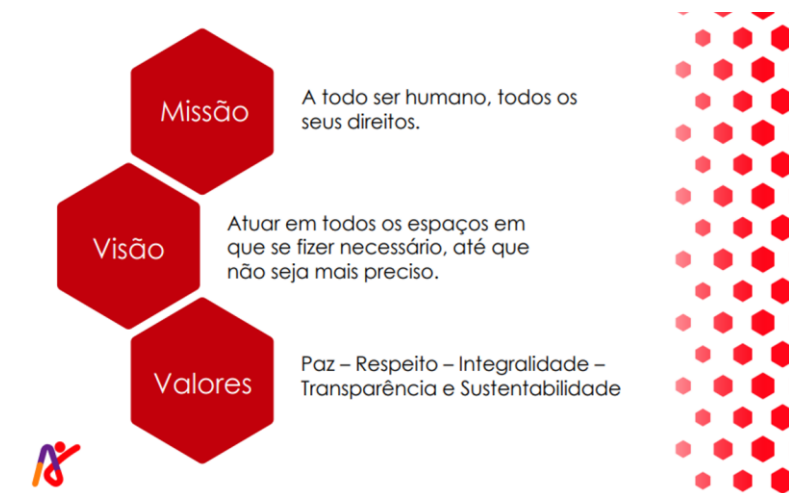 Missão
A todo ser humano, todos os
seus direitos.
Visão
Atuar em todos os espaços em
que se fizer necessário, até que
não seja mais preciso.
Valores
Paz – Respeito – Integralidade –
Transparência e Sustentabilidade